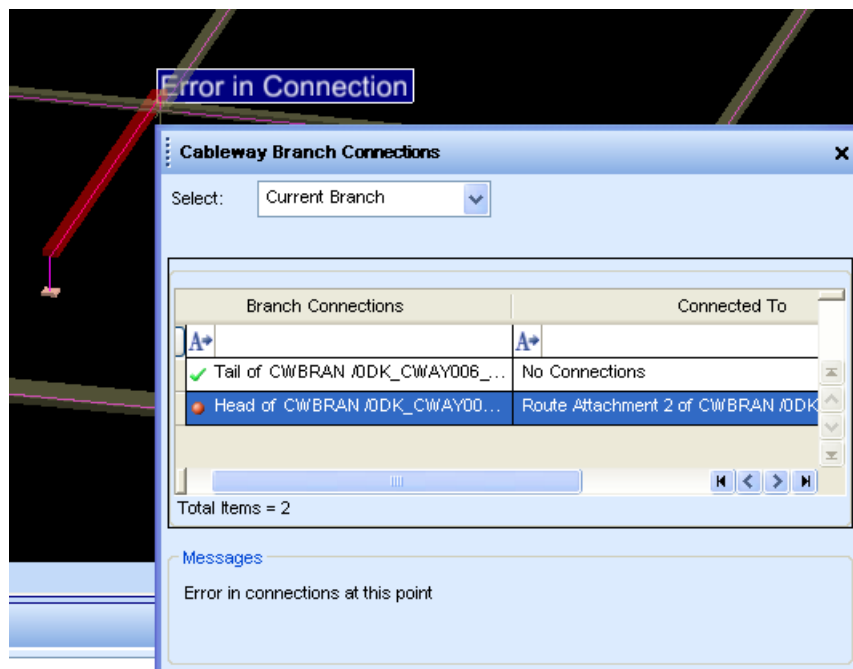 Error in Connection
Cableway Branch Connections
Select: Current Branch
Branch Connections Connected To
A A
Tail of CWBRAN /0DK_CWAY006_... No Connections
Head of CWBRAN /0DK_CWAY00... Route Attachment 2 of CWBRAN /0DK
Total Items = 2
Messages
Error in connections at this point